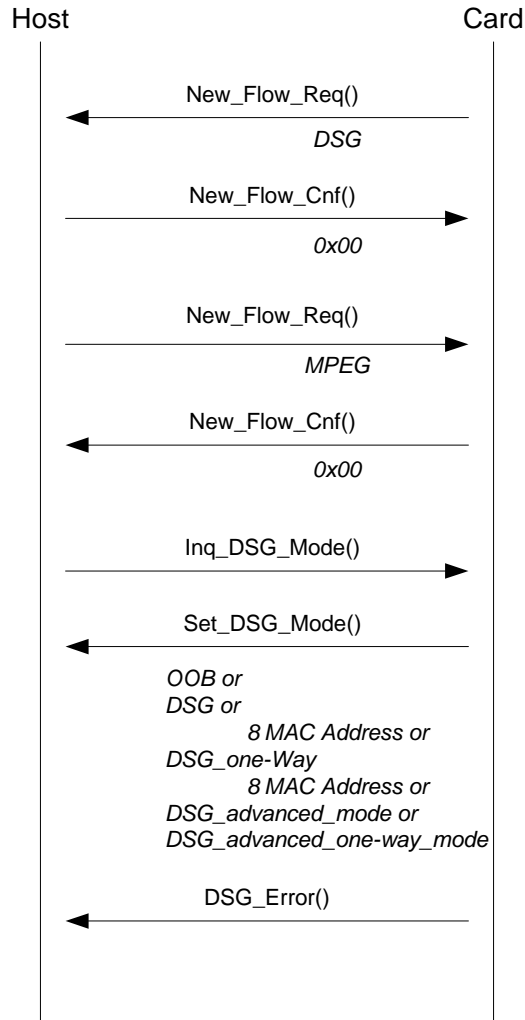 Host Card
New_Flow_Req()
DSG
New_Flow_Cnf()
0x00
New_Flow_Req()
MPEG
New_Flow_Cnf()
0x00
Inq_DSG_Mode()
Set_DSG_Mode()
OOB or
DSG or
8 MAC Address or
DSG_one-Way
8 MAC Address or
DSG_advanced_mode or
DSG_advanced_one-way_mode
DSG_Error()